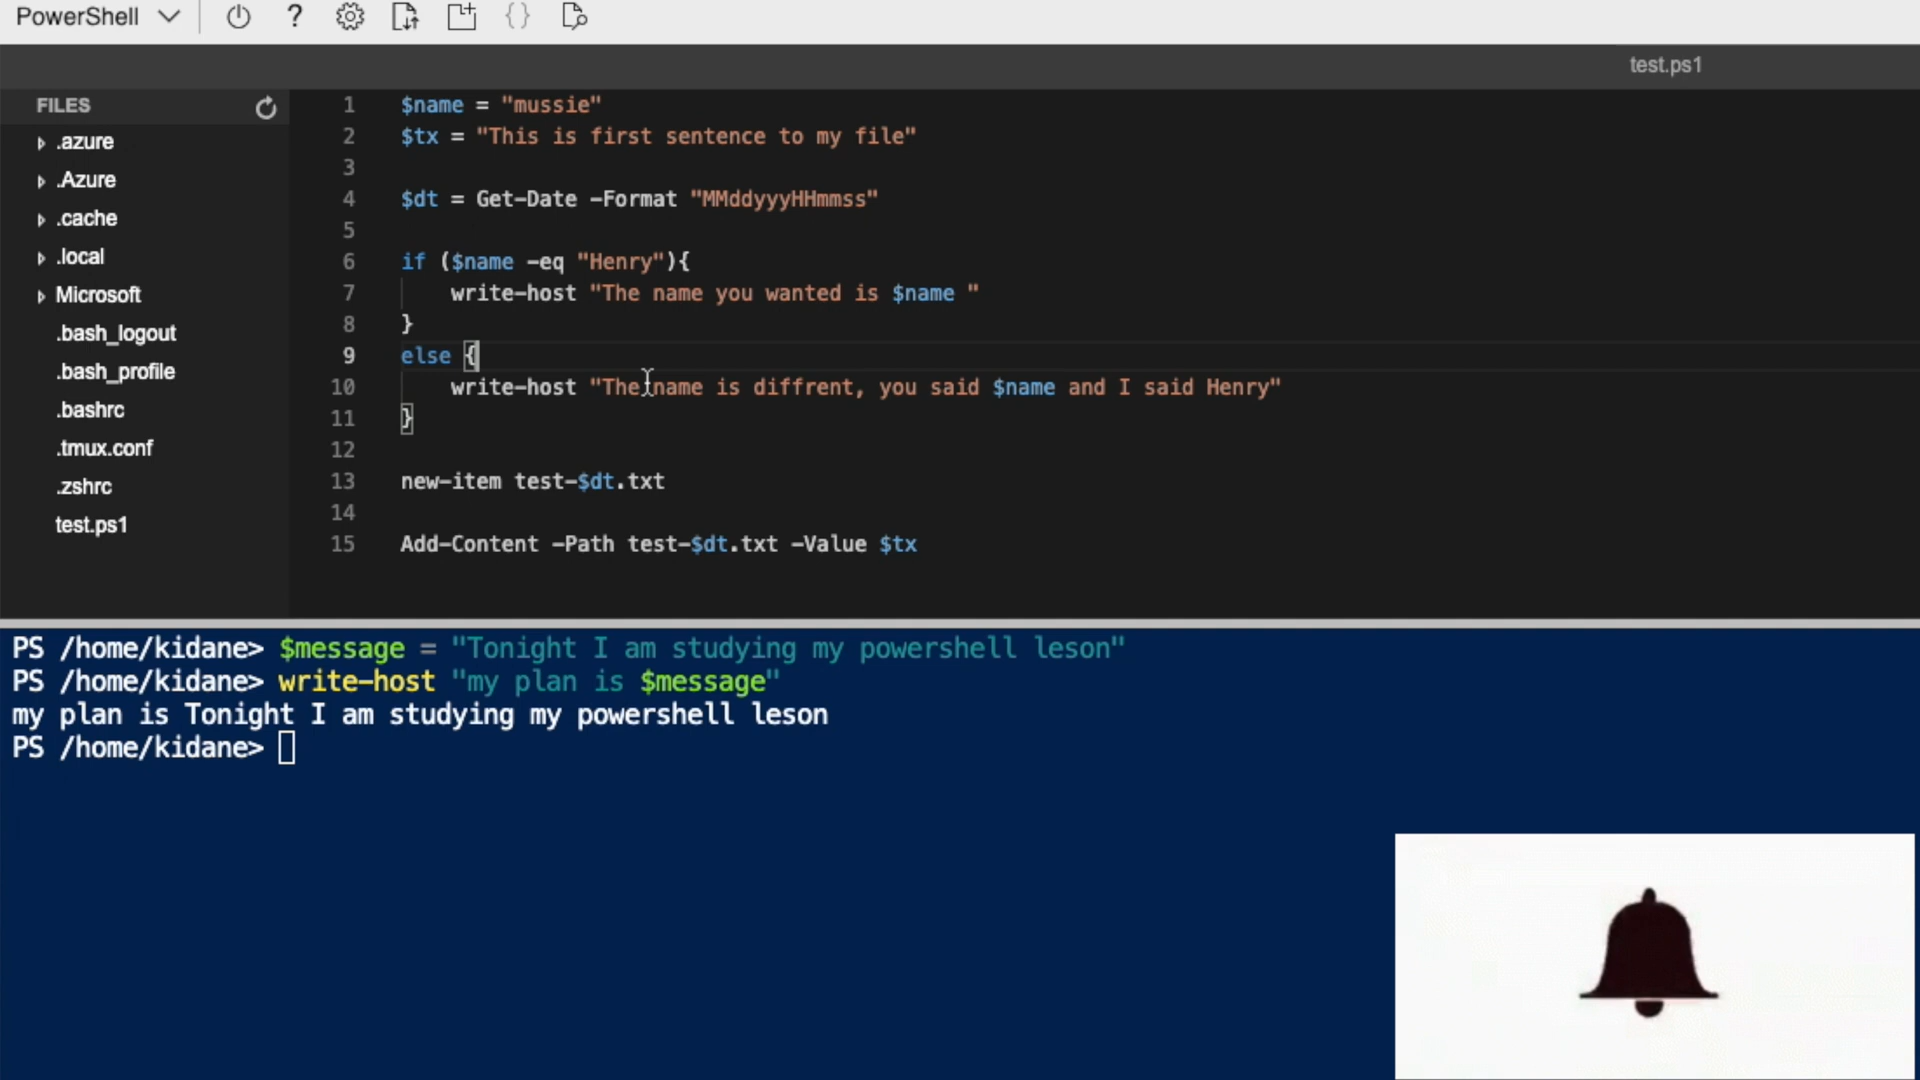 PowerShell
test.ps1
FILES
.azure
.Azure
.cache
.local
Microsoft
.bash_logout
.bash_profile
.bashrc
.tmux.conf
.zshrc
test.ps1
1 $name = "mussie"
2 $tx = "This is first sentence to my file"
3
4 $dt = Get-Date -Format "MMddyyyHHmmss"
5
6 if ($name -eq "Henry"){
7 write-host "The name you wanted is $name "
8 }
9 else {
10 write-host "The name is diffrent, you said $name and I said Henry"
11 }
12
13 new-item test-$dt.txt
14
15 Add-Content -Path test-$dt.txt -Value $tx
PS /home/kidane> $message = "Tonight I am studying my powershell leson"
PS /home/kidane> write-host "my plan is $message"
my plan is Tonight I am studying my powershell leson
PS /home/kidane>